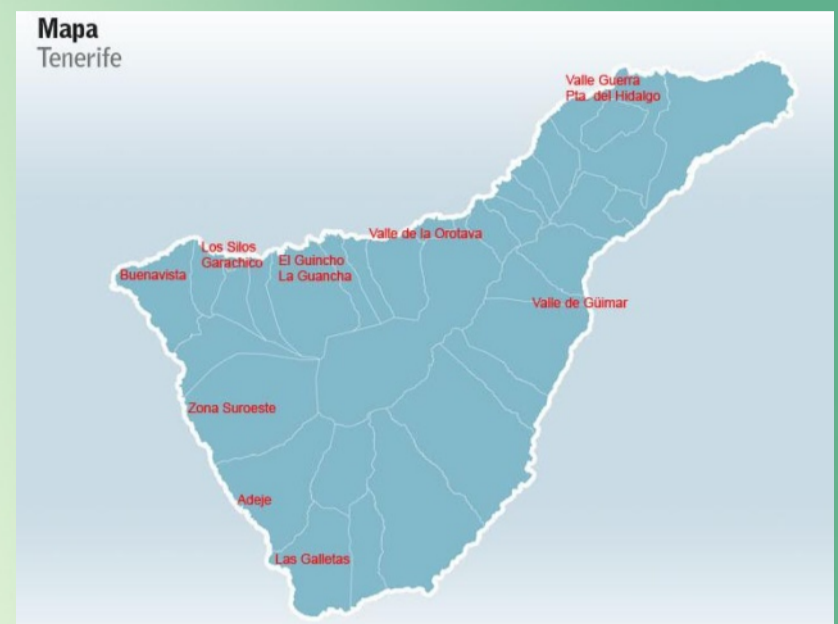 Mapa
Tenerife
Valle Guerra
Pta. del Hidalgo
Valle de la Orotava
Los Silos
Garachico
El Guincho
La Guancha
Buenavista
Valle de Güimar
Zona Suroeste
Adeje
Las Galletas